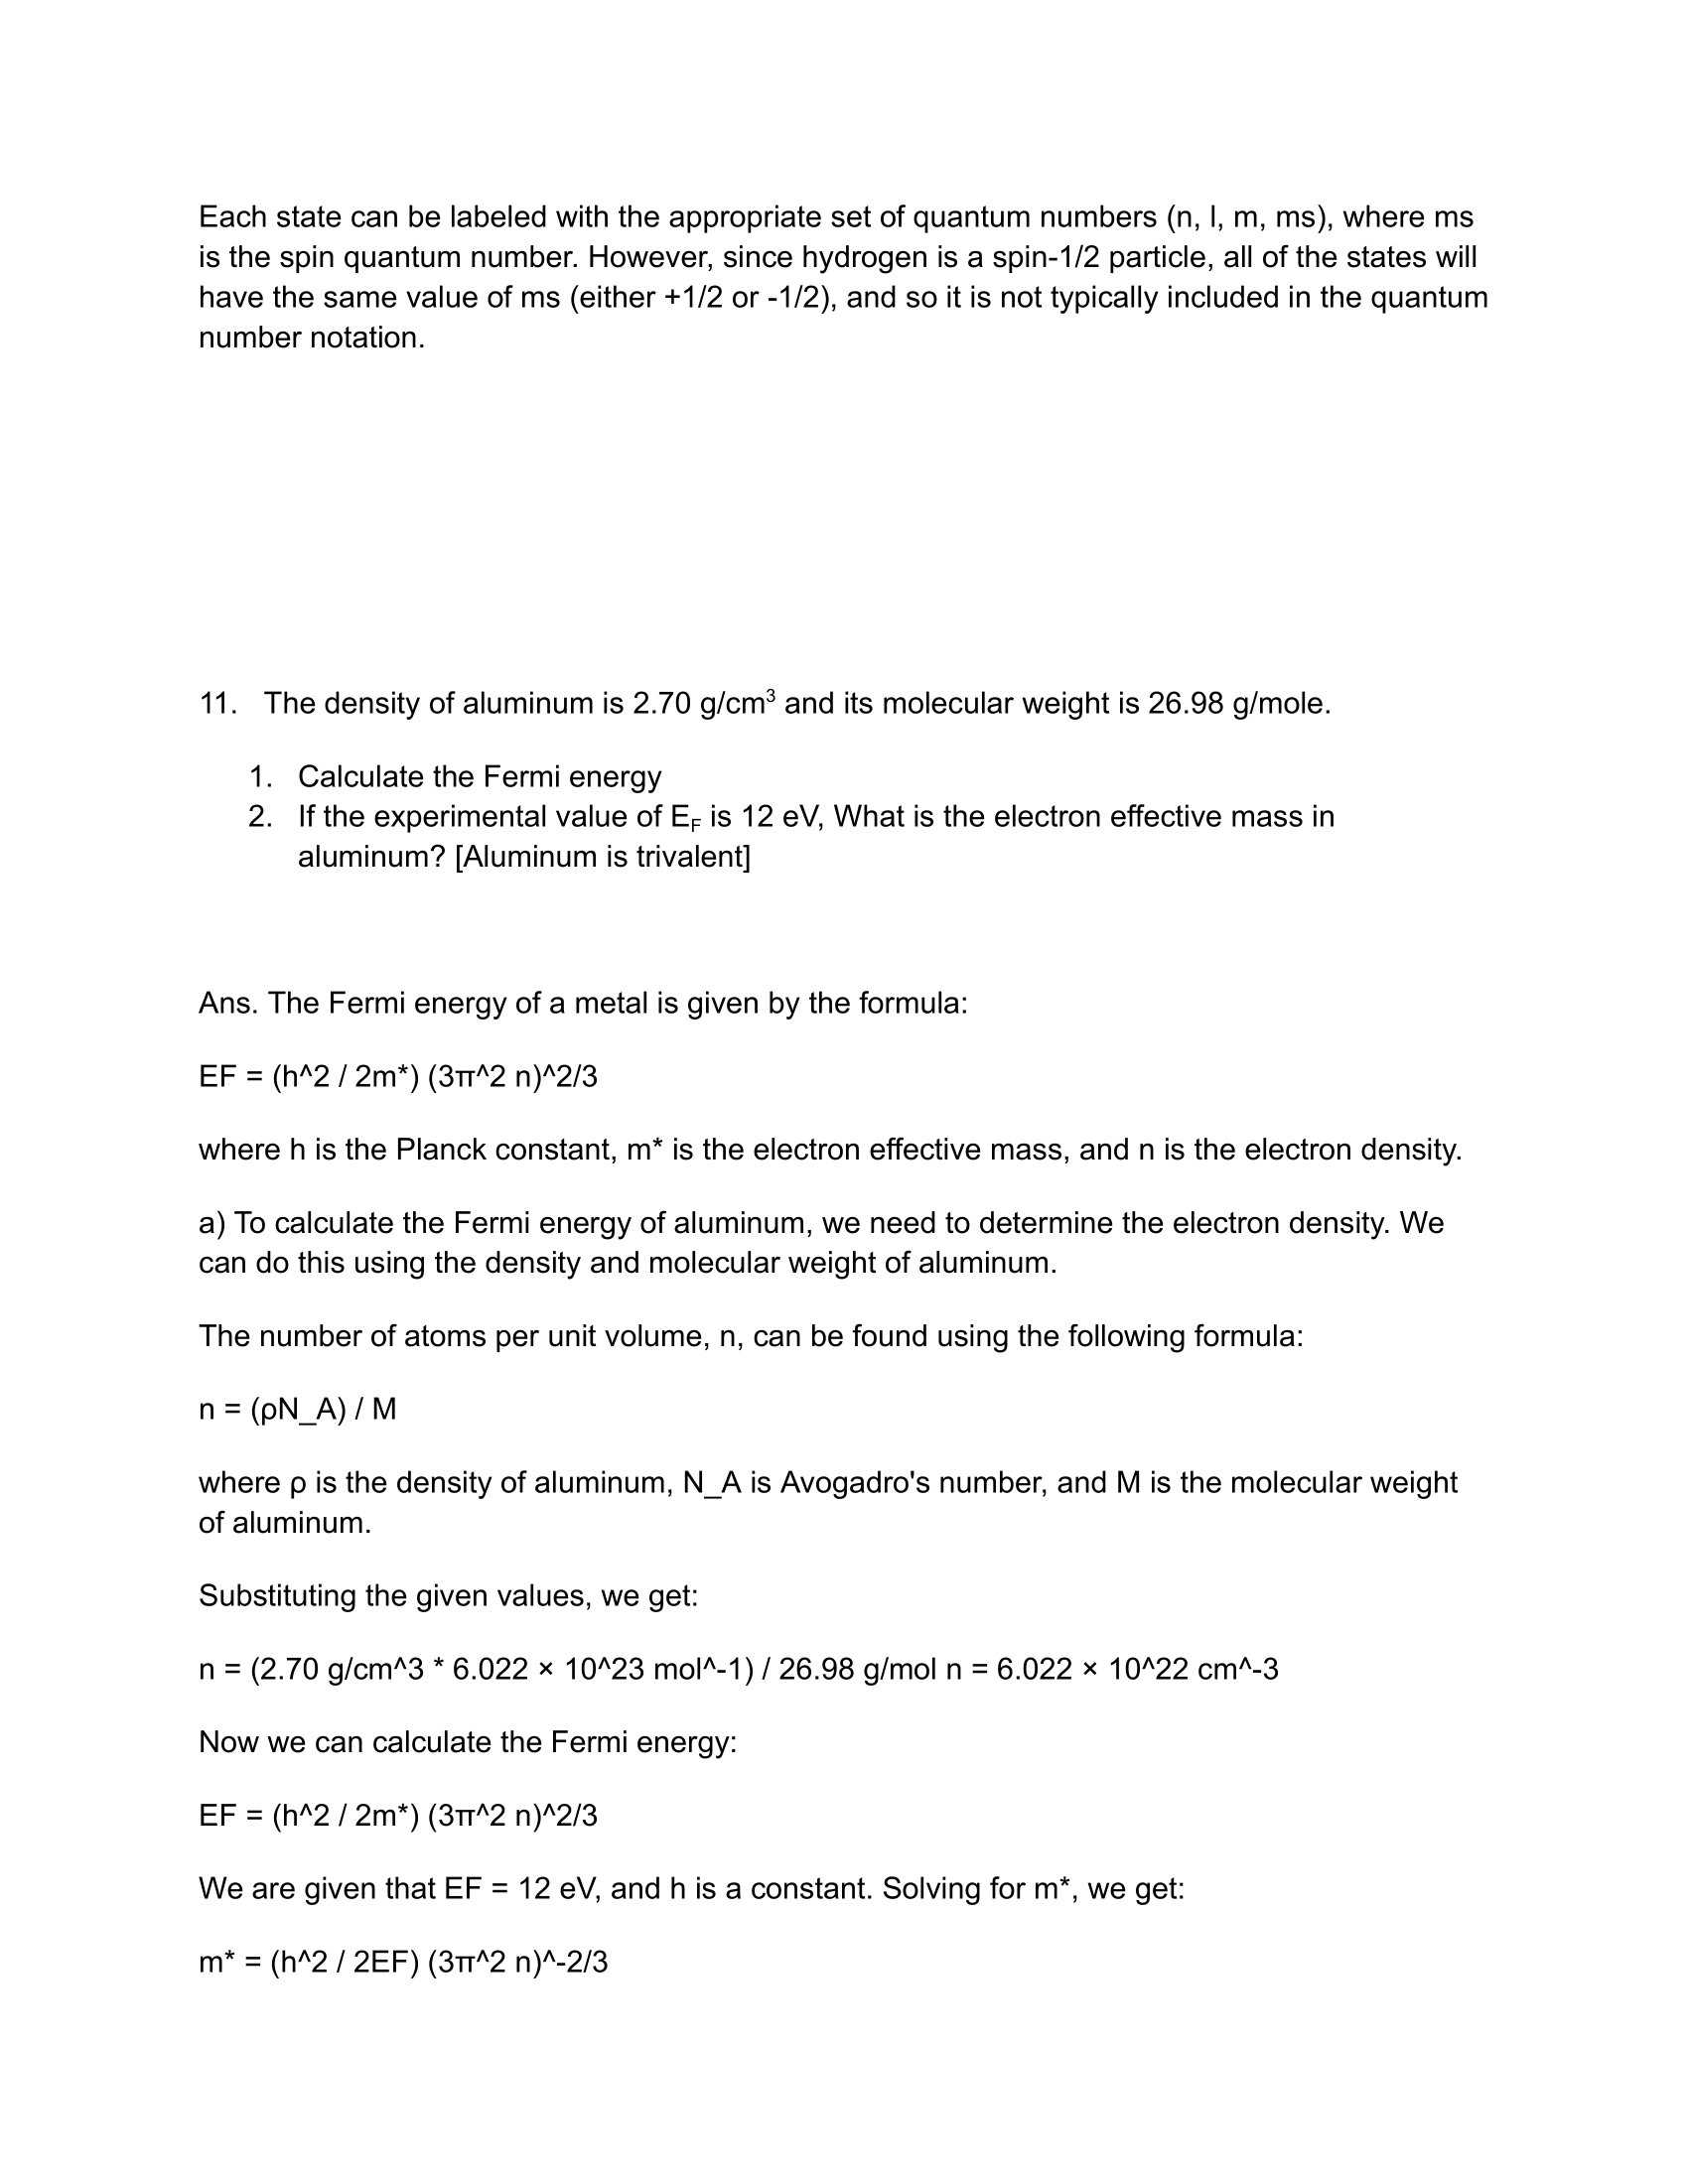 Each state can be labeled with the appropriate set of quantum numbers (n, l, m, ms), where ms
is the spin quantum number. However, since hydrogen is a spin-1/2 particle, all of the states will
have the same value of ms (either +1/2 or -1/2), and so it is not typically included in the quantum
number notation.
11. The density of aluminum is 2.70 g/cm³ and its molecular weight is 26.98 g/mole.
1. Calculate the Fermi energy
2. If the experimental value of E_F is 12 eV, What is the electron effective mass in
aluminum? [Aluminum is trivalent]
Ans. The Fermi energy of a metal is given by the formula:
EF = (h^2 / 2m*) (3π^2 n)^2/3
where h is the Planck constant, m* is the electron effective mass, and n is the electron density.
a) To calculate the Fermi energy of aluminum, we need to determine the electron density. We
can do this using the density and molecular weight of aluminum.
The number of atoms per unit volume, n, can be found using the following formula:
n = (ρN_A) / M
where ρ is the density of aluminum, N_A is Avogadro's number, and M is the molecular weight
of aluminum.
Substituting the given values, we get:
n = (2.70 g/cm^3 * 6.022 × 10^23 mol^-1) / 26.98 g/mol n = 6.022 × 10^22 cm^-3
Now we can calculate the Fermi energy:
EF = (h^2 / 2m*) (3π^2 n)^2/3
We are given that EF = 12 eV, and h is a constant. Solving for m*, we get:
m* = (h^2 / 2EF) (3π^2 n)^-2/3